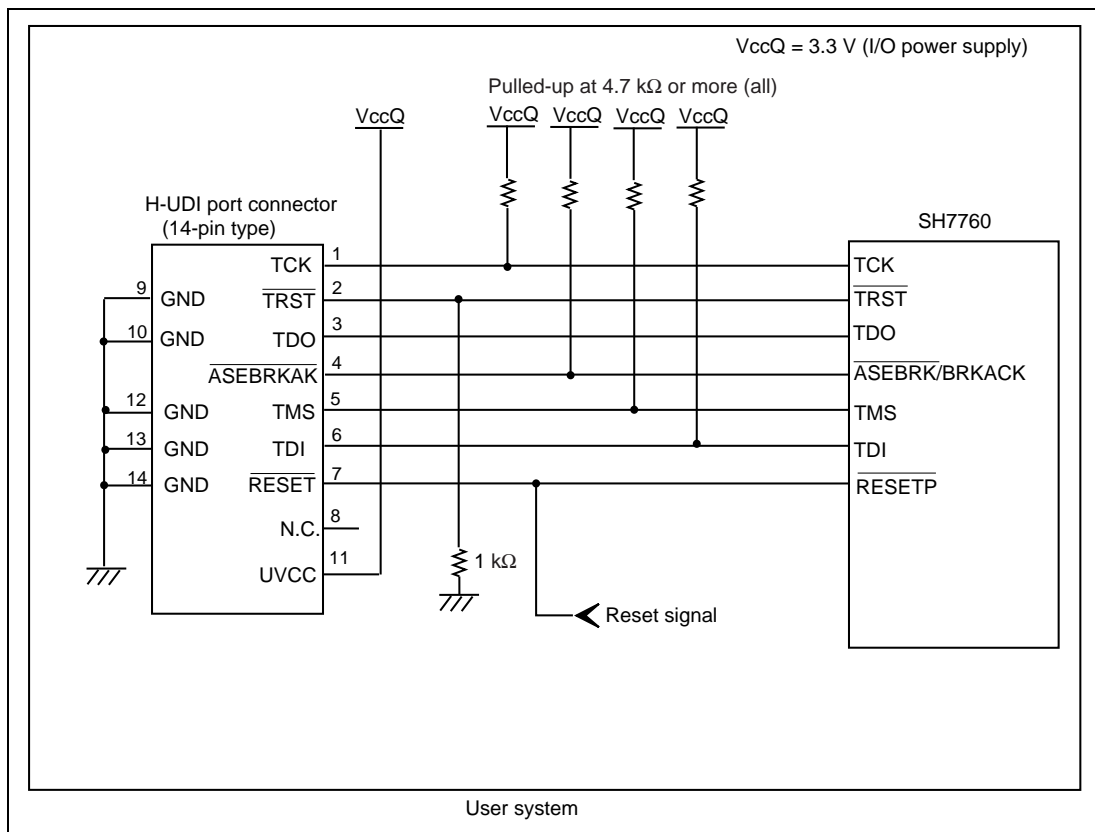 VccQ = 3.3 V (I/O power supply)
Pulled-up at 4.7 kΩ or more (all)
VccQ VccQ VccQ VccQ VccQ
H-UDI port connector
(14-pin type)
SH7760
TCK 1 TCK
9 GND TRST 2 TRST
10 GND TDO 3 TDO
ASEBRKAK 4 ASEBRK/BRKACK
12 GND TMS 5 TMS
13 GND TDI 6 TDI
14 GND RESET 7 RESETP
N.C. 8
UVCC 11
1 kΩ
Reset signal
User system